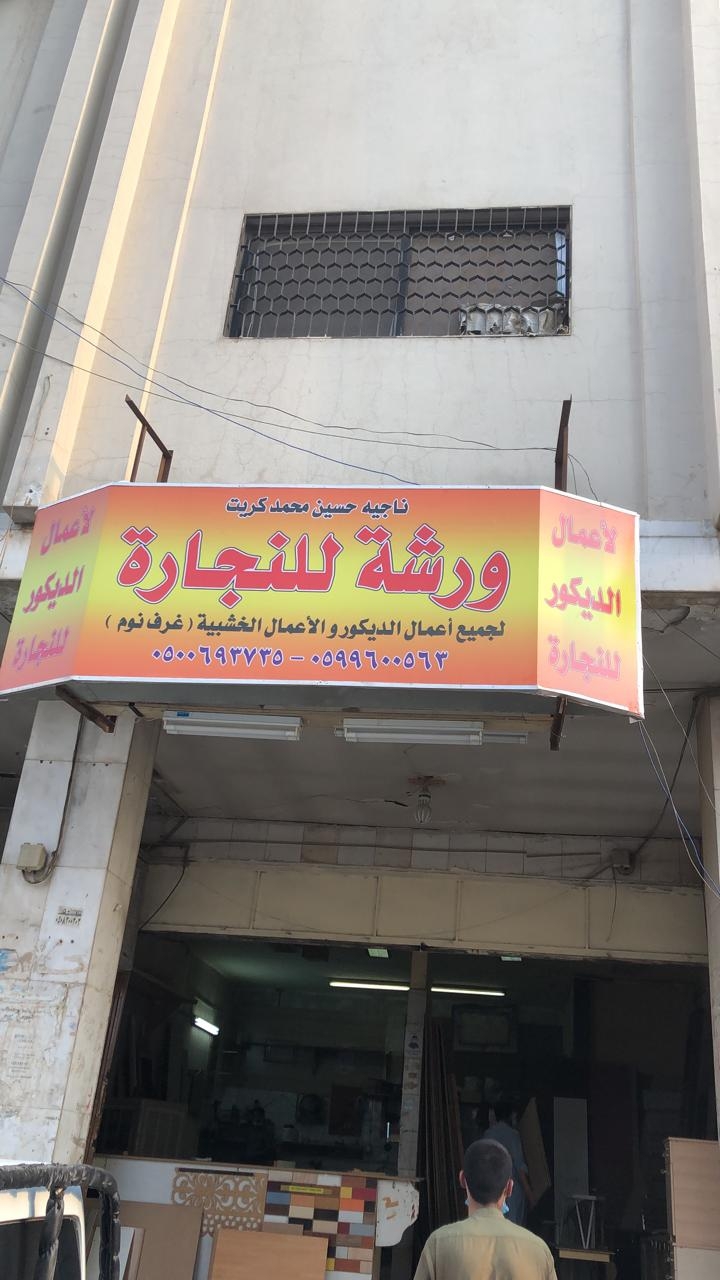 ناجيه حسين محمد كريت
ورشة للنجارة
لجميع أعمال الديكور و الأعمال الخشبية ( غرف نوم )
٠٥٠٠٦٩٣٧٣٥ - ٠٥٩٩٦٠٠٥٦٣
لأعمال
الديكور
للنجارة
لأعمال
الديكور
للنجارة